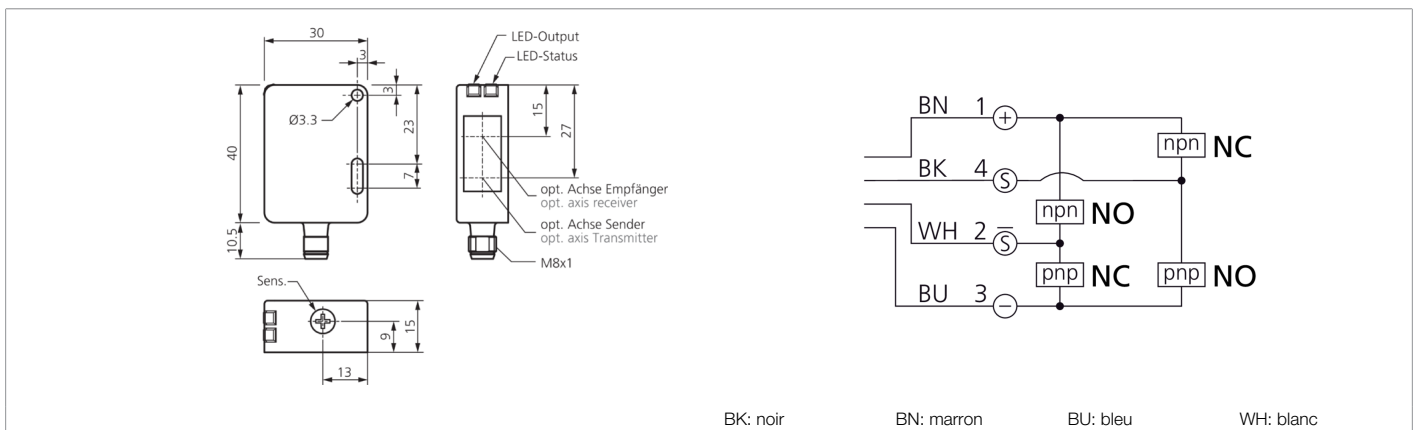 30
3
LED-Output
LED-Status
3
Ø3.3
23
40
7
10.5
15
27
opt. Achse Empfänger
opt. axis receiver
opt. Achse Sender
opt. axis Transmitter
M8x1
Sens.
9
15
13
BN 1 +
npn NC
BK 4 S
npn NO
WH 2 S̅
pnp NC
pnp NO
BU 3 −
BK: noir BN: marron BU: bleu WH: blanc